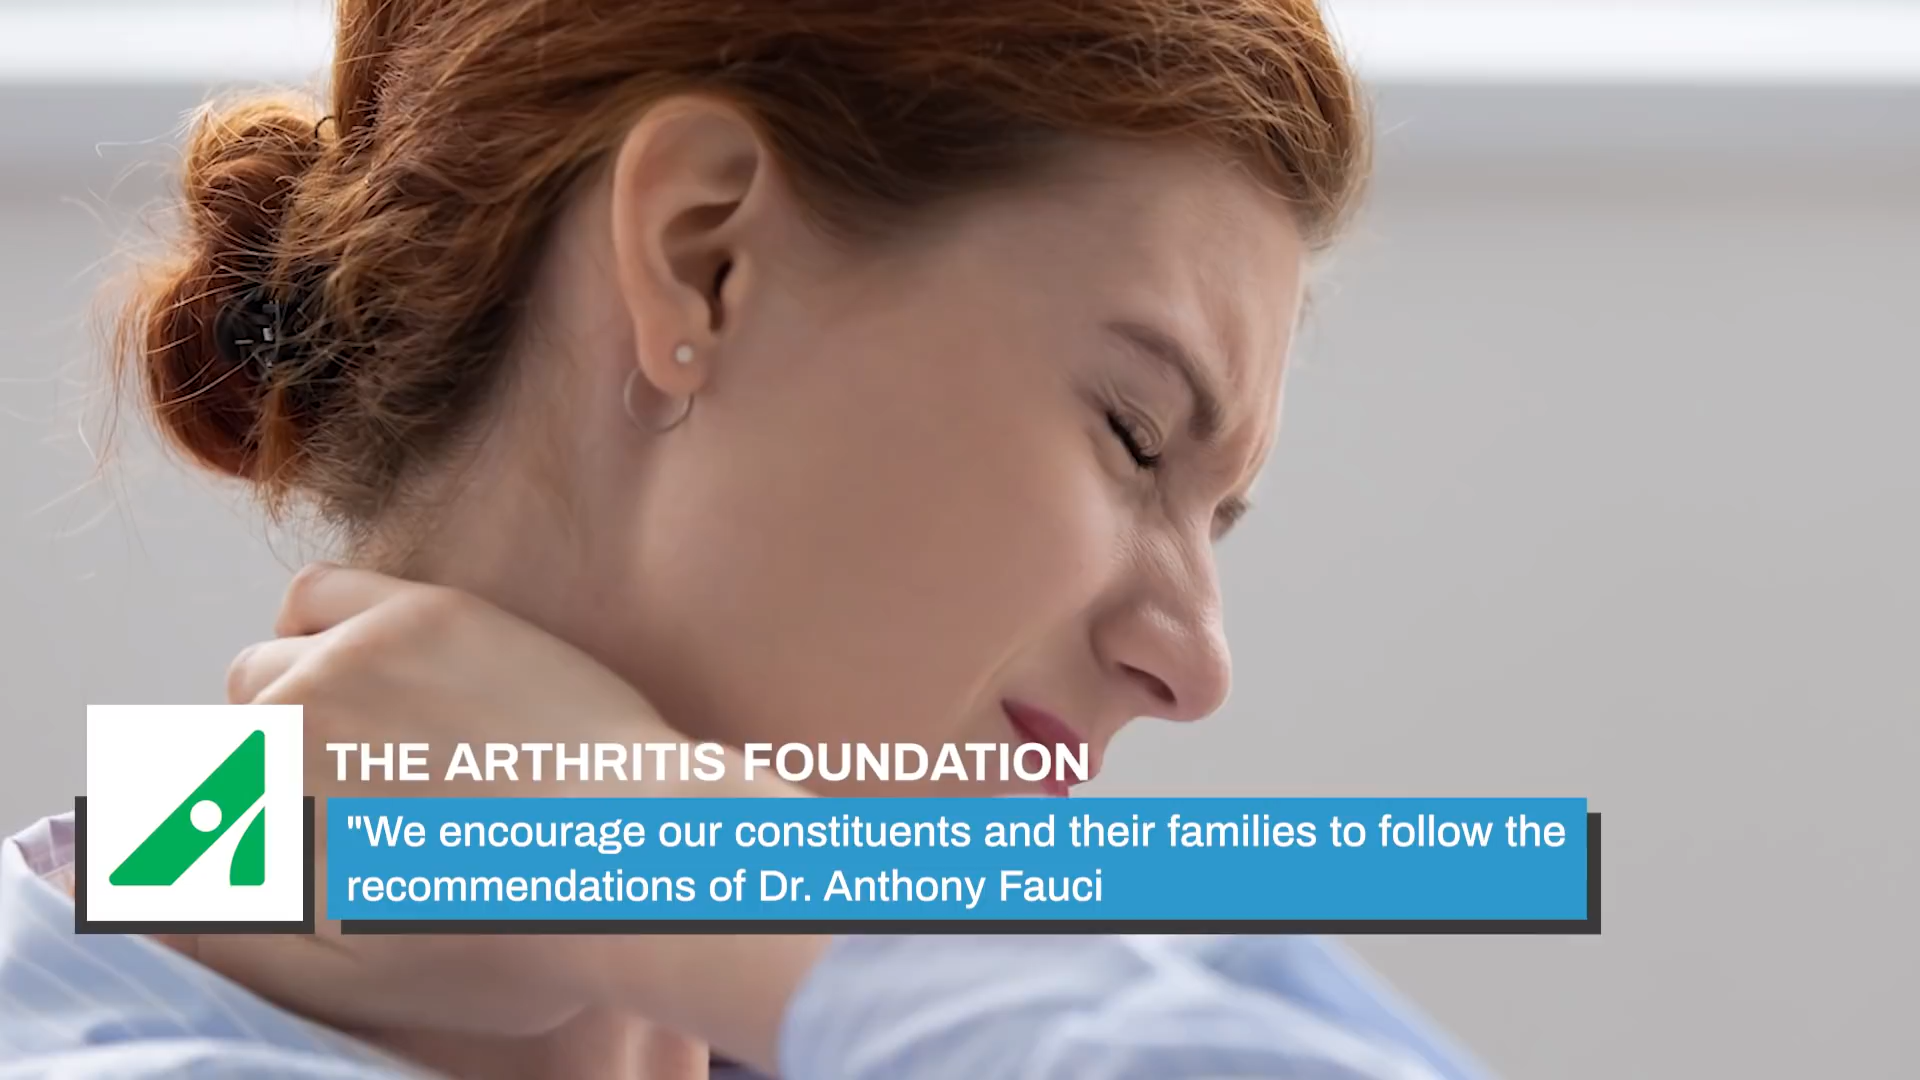 THE ARTHRITIS FOUNDATION
"We encourage our constituents and their families to follow the
recommendations of Dr. Anthony Fauci